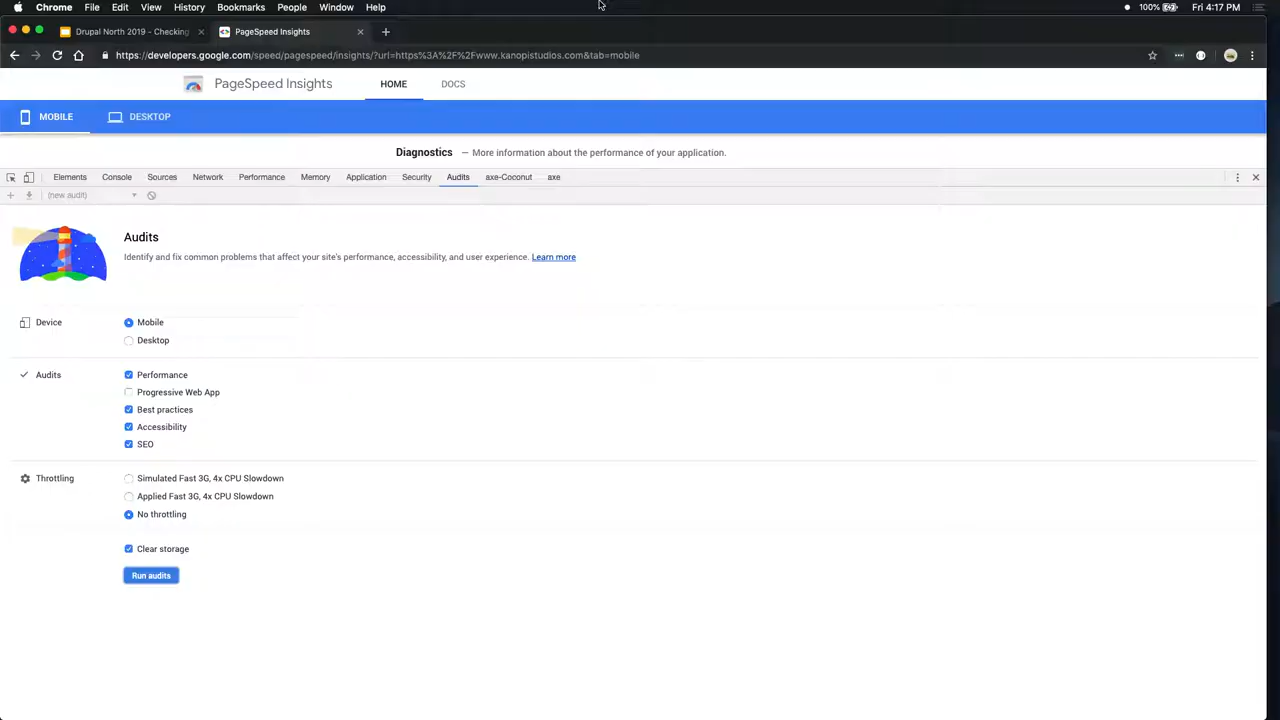 Chrome File Edit View History Bookmarks People Window Help 100% Fri 4:17 PM
Drupal North 2019 - Checking PageSpeed Insights
https://developers.google.com/speed/pagespeed/insights/?url=https%3A%2F%2Fwww.kanopistudios.com&tab=mobile
PageSpeed Insights HOME DOCS
MOBILE DESKTOP
Diagnostics — More information about the performance of your application.
Elements Console Sources Network Performance Memory Application Security Audits axe-Coconut axe
(new audit)
Audits
Identify and fix common problems that affect your site's performance, accessibility, and user experience. Learn more
Device Mobile
Desktop
Audits Performance
Progressive Web App
Best practices
Accessibility
SEO
Throttling Simulated Fast 3G, 4x CPU Slowdown
Applied Fast 3G, 4x CPU Slowdown
No throttling
Clear storage
Run audits